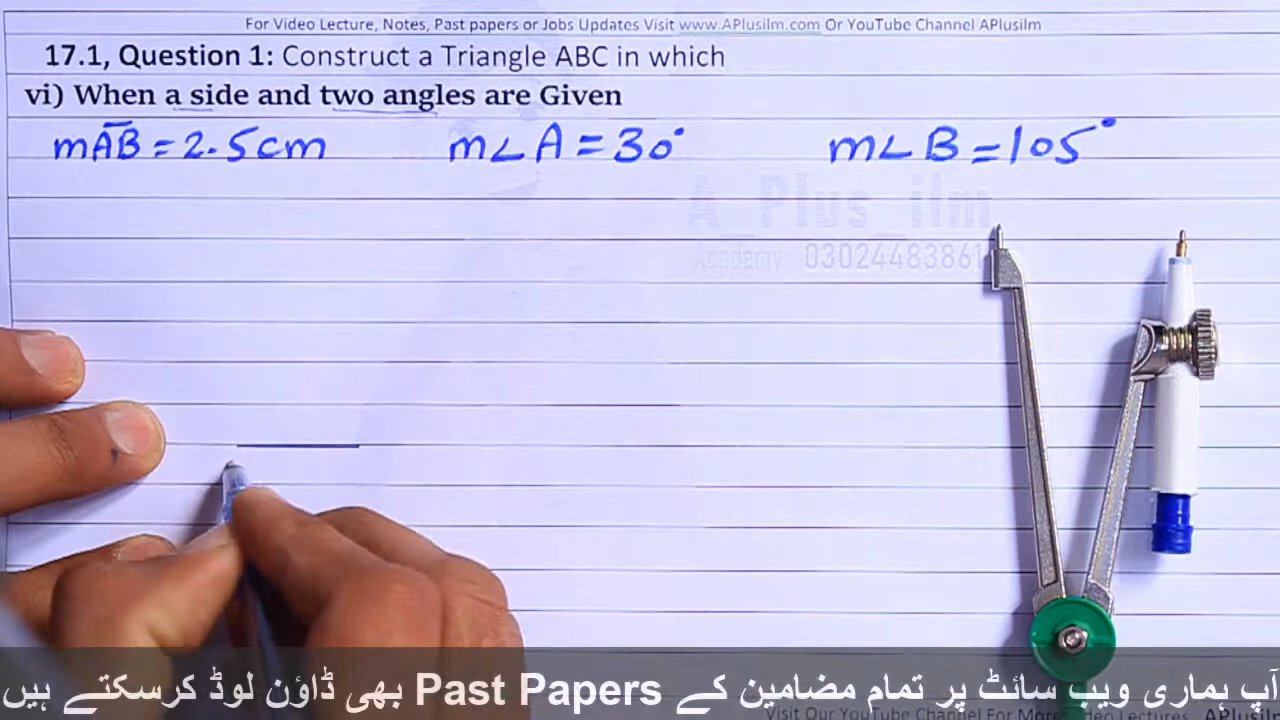 For Video Lecture, Notes, Past papers or Jobs Updates Visit www.APlusilm.com Or YouTube Channel APlusilm
17.1, Question 1: Construct a Triangle ABC in which
vi) When a side and two angles are Given
mAB = 2.5cm m∠A = 30° m∠B = 105°
A_Plus_ilm
Academy 03024483861
آپ ہماری ویب سائٹ پر تمام مضامین کے Past Papers بھی ڈاؤن لوڈ کرسکتے ہیں
Visit Our YouTube Channel For More Video Lectures APlusilm